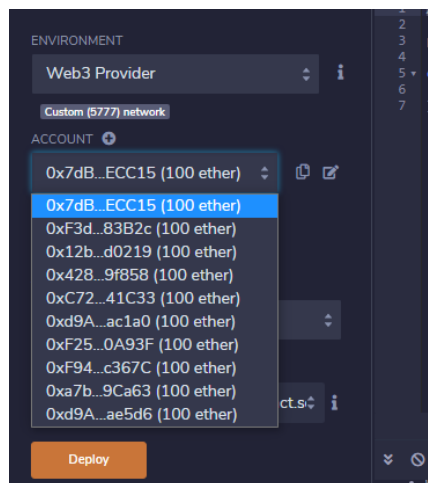 ENVIRONMENT
Web3 Provider
Custom (5777) network
ACCOUNT
0x7dB...ECC15 (100 ether)
0x7dB...ECC15 (100 ether)
0xF3d...83B2c (100 ether)
0x12b...d0219 (100 ether)
0x428...9f858 (100 ether)
0xC72...41C33 (100 ether)
0xd9A...ac1a0 (100 ether)
0xF25...0A93F (100 ether)
0xF94...c367C (100 ether)
0xa7b...9Ca63 (100 ether)
0xd9A...ae5d6 (100 ether)
ct.s
Deploy
2
3
4
5
6
7